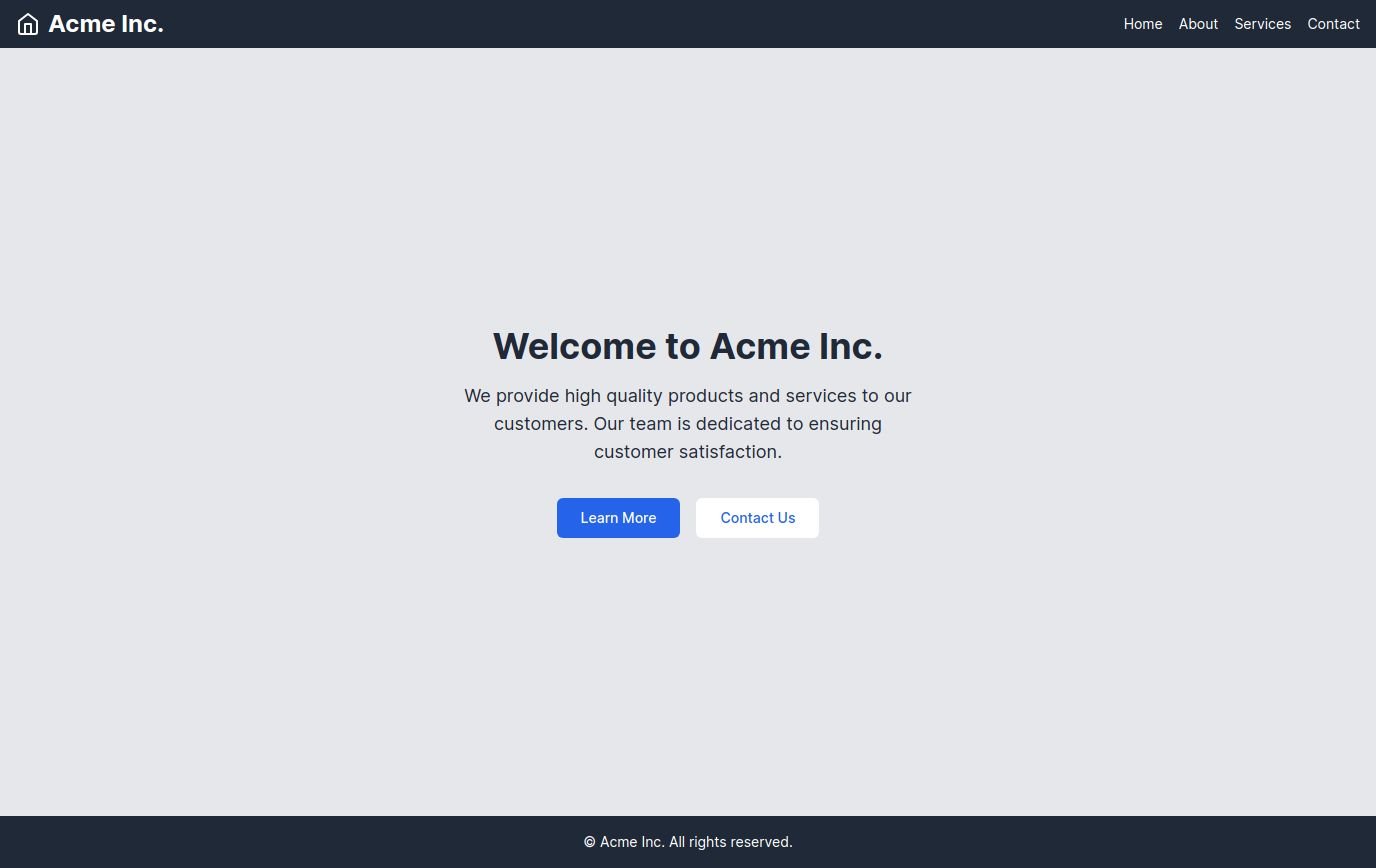 Acme Inc.
Home About Services Contact
Welcome to Acme Inc.
We provide high quality products and services to our
customers. Our team is dedicated to ensuring
customer satisfaction.
Learn More Contact Us
© Acme Inc. All rights reserved.